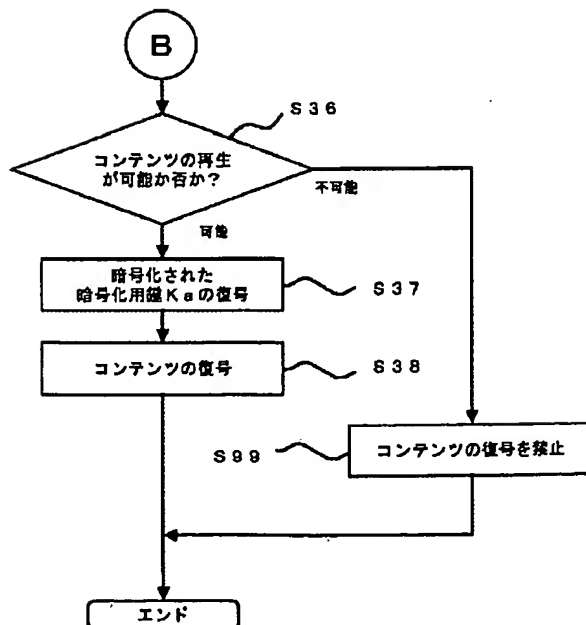 B
S36
コンテンツの再生
が可能か否か？
不可能
可能
暗号化された
暗号化用鍵Kaの復号
S37
コンテンツの復号
S38
S99
コンテンツの復号を禁止
エンド